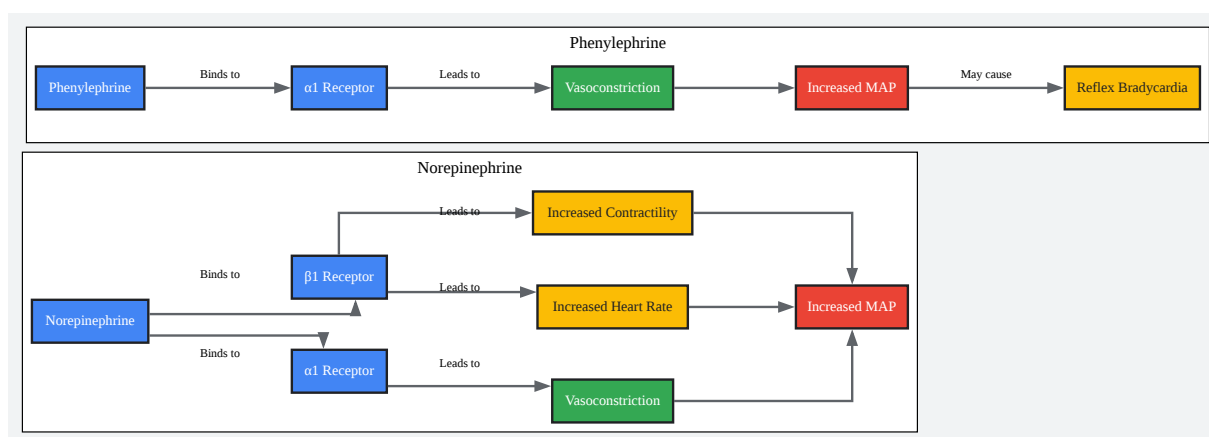 Phenylephrine
Phenylephrine
Binds to
α1 Receptor
Leads to
Vasoconstriction
Increased MAP
May cause
Reflex Bradycardia
Norepinephrine
Leads to
Increased Contractility
Binds to
β1 Receptor
Leads to
Increased Heart Rate
Increased MAP
Norepinephrine
Binds to
α1 Receptor
Leads to
Vasoconstriction